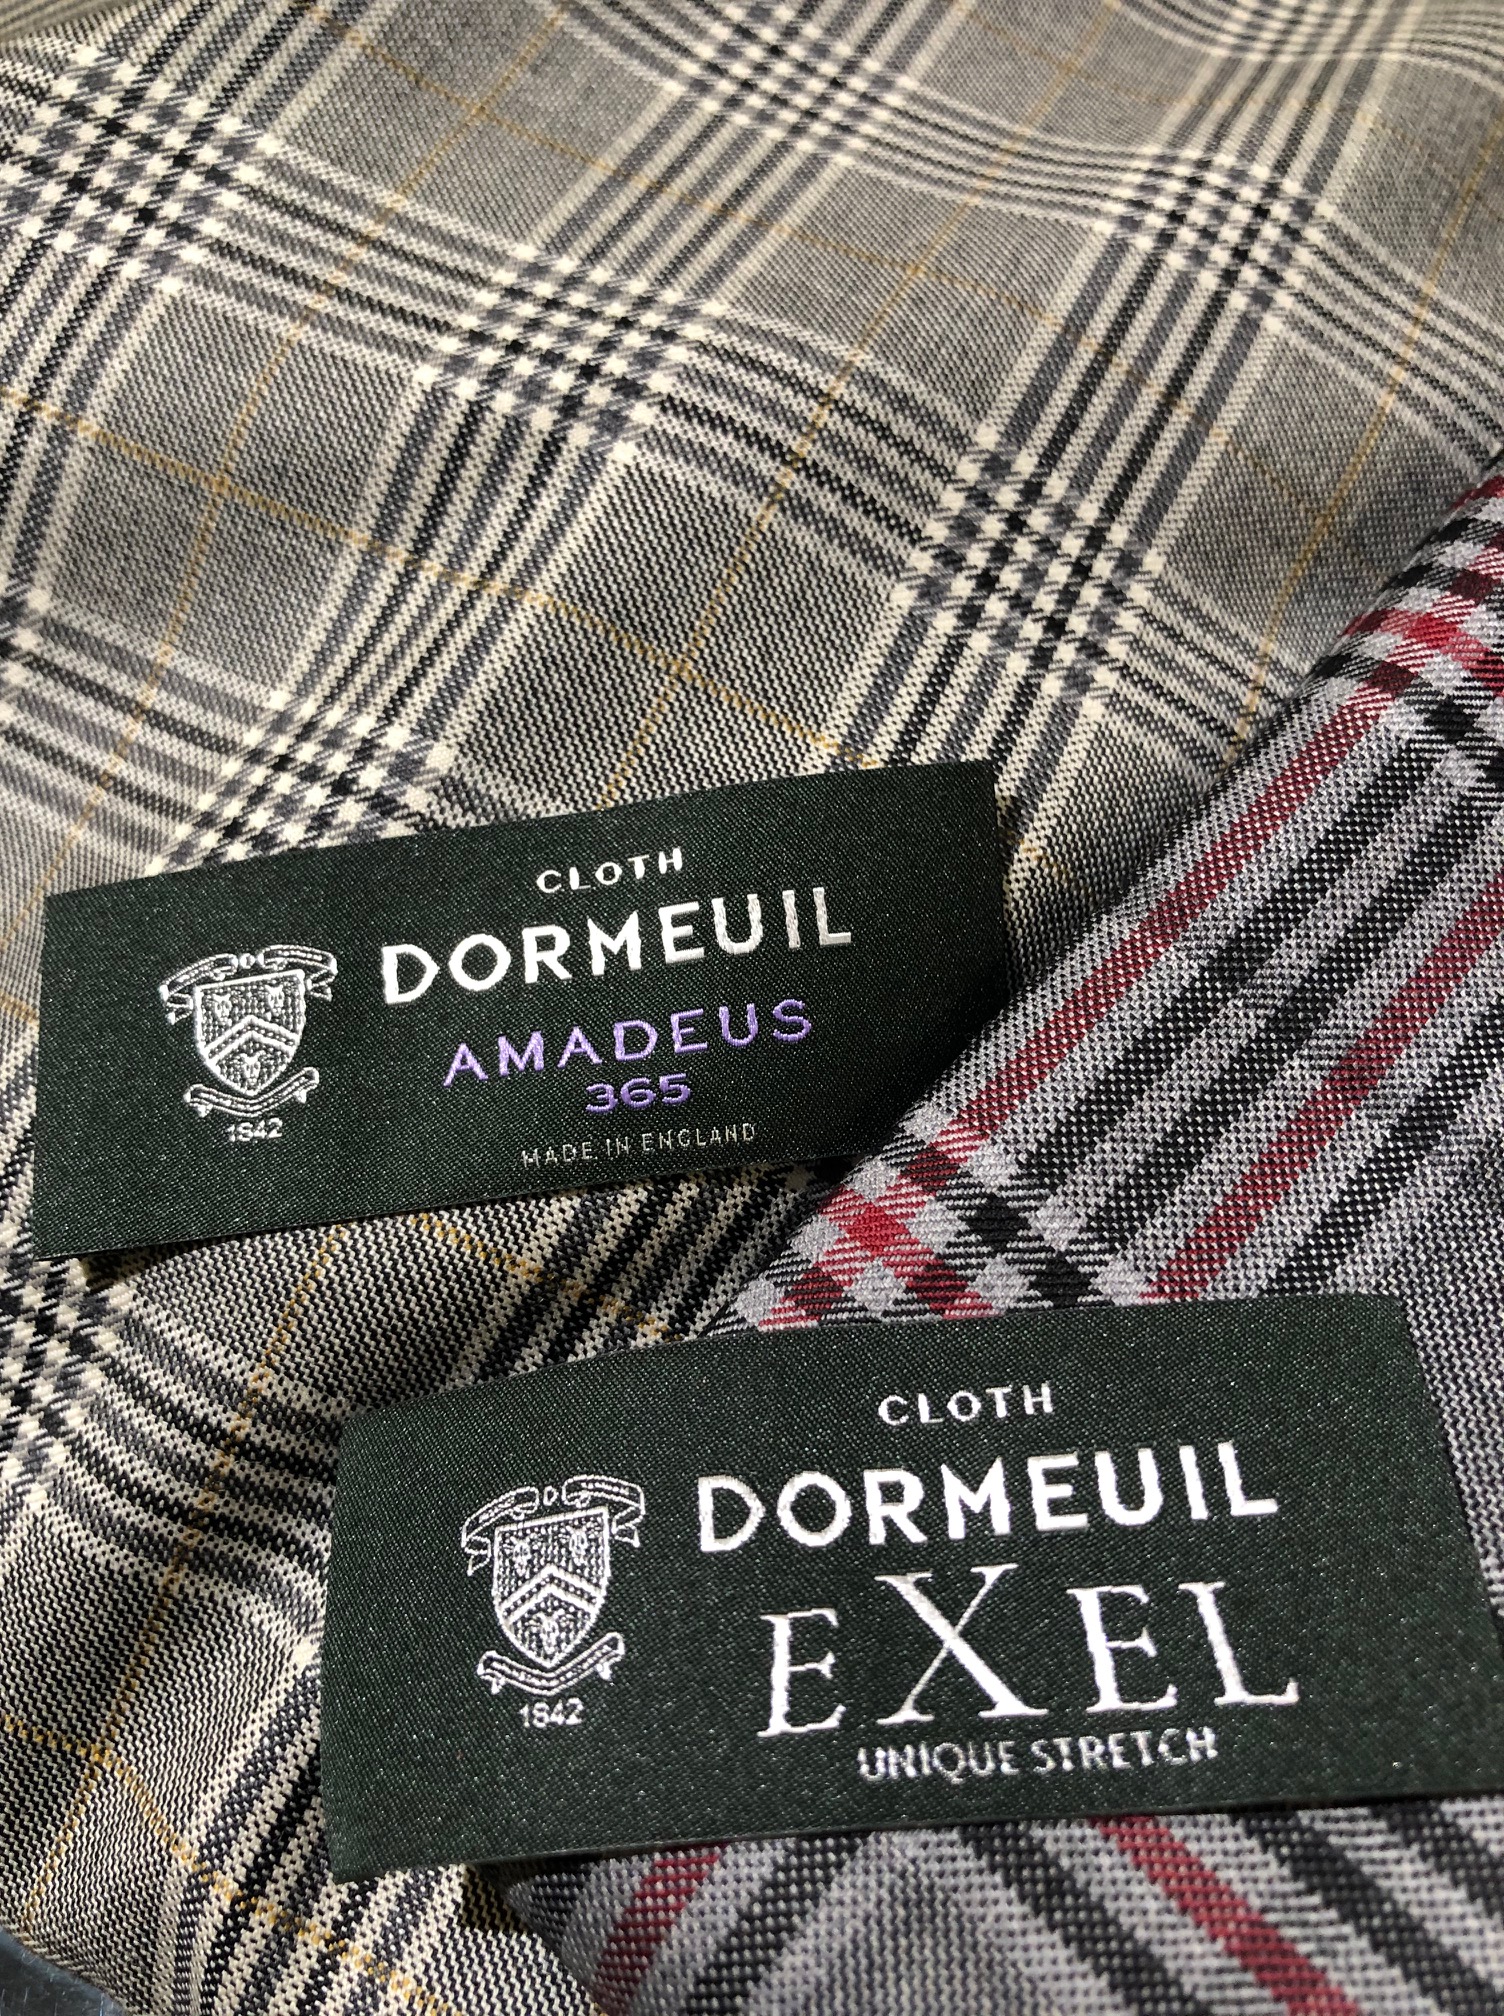 CLOTH
DORMEUIL
AMADEUS
365
MADE IN ENGLAND
1842
CLOTH
DORMEUIL
EXEL
UNIQUE STRETCH
1842